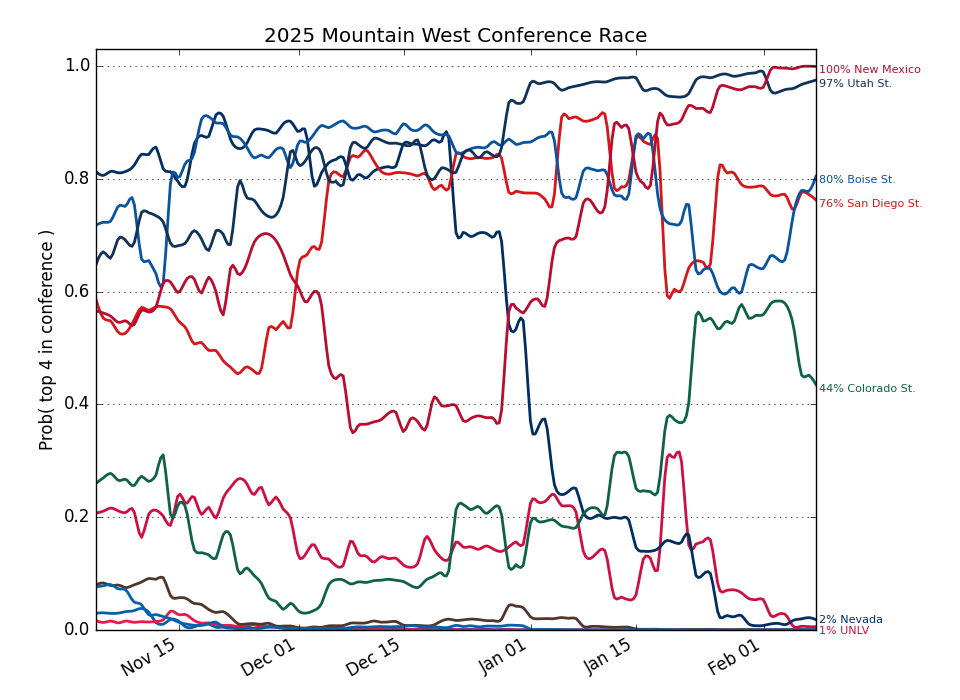 2025 Mountain West Conference Race
Prob( top 4 in conference )
1.0
0.8
0.6
0.4
0.2
0.0
Nov 15
Dec 01
Dec 15
Jan 01
Jan 15
Feb 01
100% New Mexico
97% Utah St.
80% Boise St.
76% San Diego St.
44% Colorado St.
2% Nevada
1% UNLV